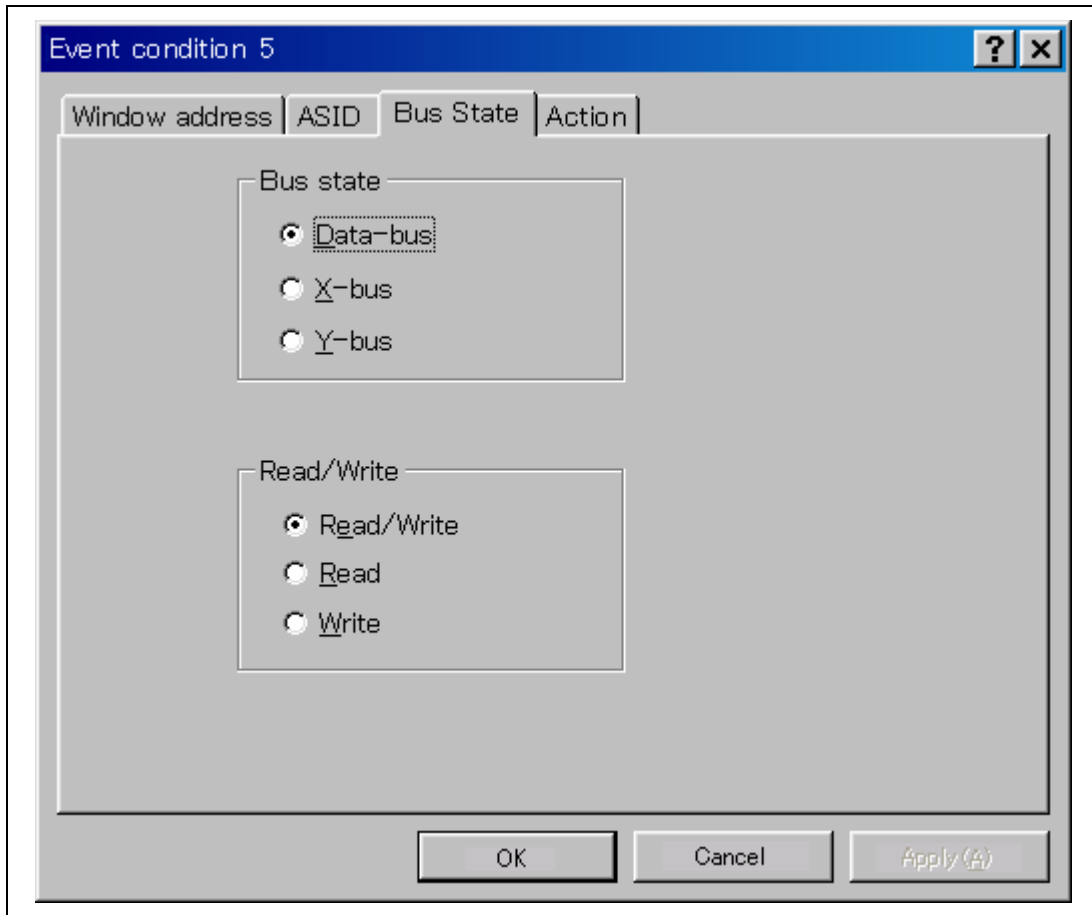 Event condition 5
Window address ASID Bus State Action
Bus state
Data-bus
X-bus
Y-bus
Read/Write
Read/Write
Read
Write
OK Cancel Apply(A)